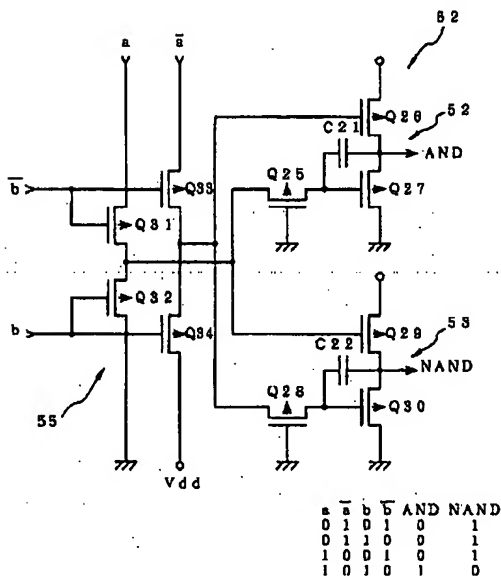 a a̅ 62
Q26 52
C21
AND
Q25
b̅ Q33 Q27
Q31
Q32
Q29 53
b Q34 C22
NAND
Q28
Q30
55
Vdd
a a̅ b b̅ AND NAND
0 1 0 1 0 1
0 1 1 0 0 1
1 0 0 1 0 1
1 0 1 0 1 0